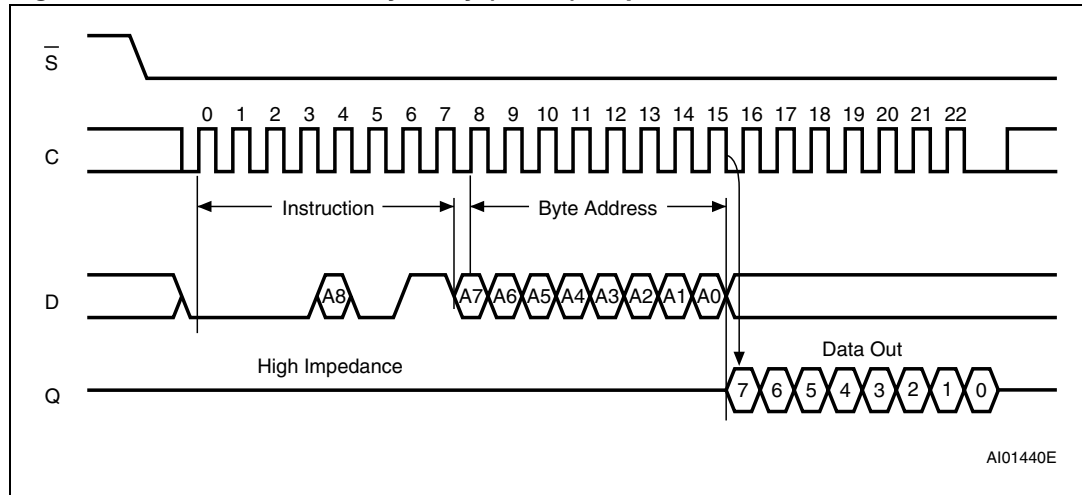 S
0 1 2 3 4 5 6 7 8 9 10 11 12 13 14 15 16 17 18 19 20 21 22
C
Instruction Byte Address
D A8 A7 A6 A5 A4 A3 A2 A1 A0
High Impedance Data Out
Q 7 6 5 4 3 2 1 0
AI01440E